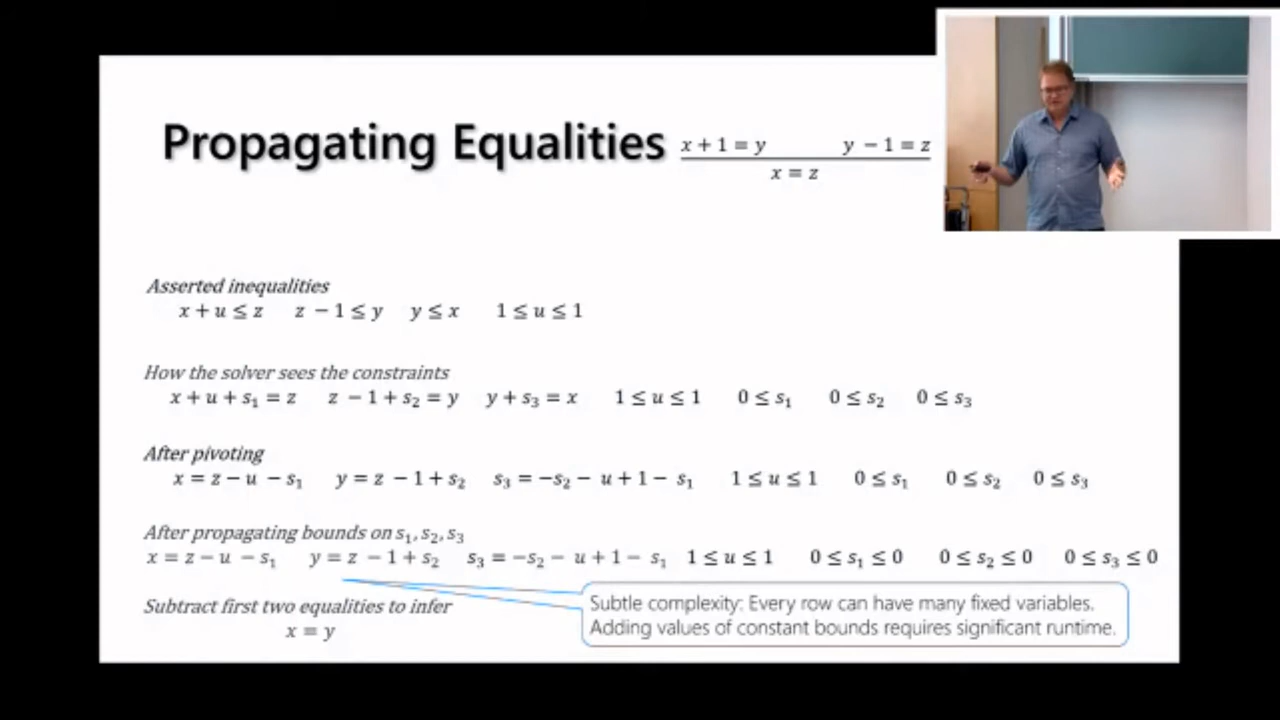 Propagating Equalities
x + 1 = y y − 1 = z
x = z
Asserted inequalities
x + u ≤ z z − 1 ≤ y y ≤ x 1 ≤ u ≤ 1
How the solver sees the constraints
x + u + s₁ = z z − 1 + s₂ = y y + s₃ = x 1 ≤ u ≤ 1 0 ≤ s₁ 0 ≤ s₂ 0 ≤ s₃
After pivoting
x = z − u − s₁ y = z − 1 + s₂ s₃ = −s₂ − u + 1 − s₁ 1 ≤ u ≤ 1 0 ≤ s₁ 0 ≤ s₂ 0 ≤ s₃
After propagating bounds on s₁, s₂, s₃
x = z − u − s₁ y = z − 1 + s₂ s₃ = −s₂ − u + 1 − s₁ 1 ≤ u ≤ 1 0 ≤ s₁ ≤ 0 0 ≤ s₂ ≤ 0 0 ≤ s₃ ≤ 0
Subtract first two equalities to infer
x = y
Subtle complexity: Every row can have many fixed variables.
Adding values of constant bounds requires significant runtime.